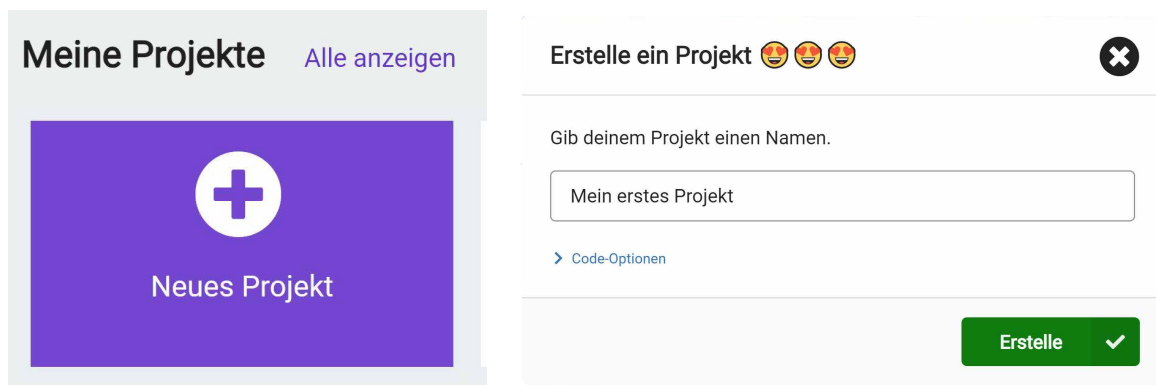 Meine Projekte Alle anzeigen
Neues Projekt
Erstelle ein Projekt 😍😍😍
Gib deinem Projekt einen Namen.
Mein erstes Projekt
Code-Optionen
Erstelle